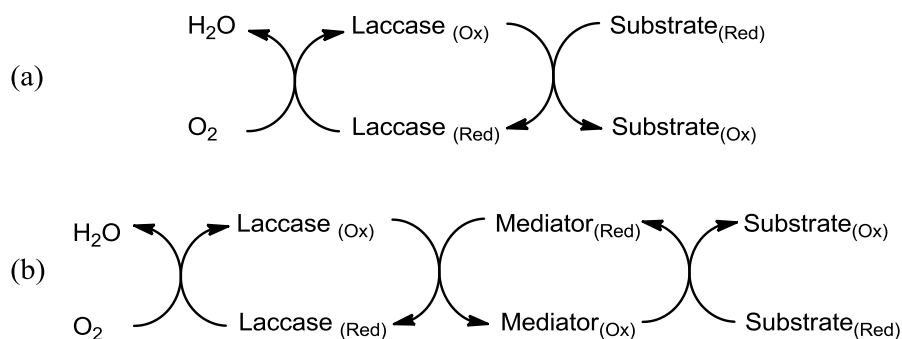 H₂O Laccase (Ox) Substrate(Red)
(a)
O₂ Laccase (Red) Substrate(Ox)
H₂O Laccase (Ox) Mediator(Red) Substrate(Ox)
(b)
O₂ Laccase (Red) Mediator(Ox) Substrate(Red)